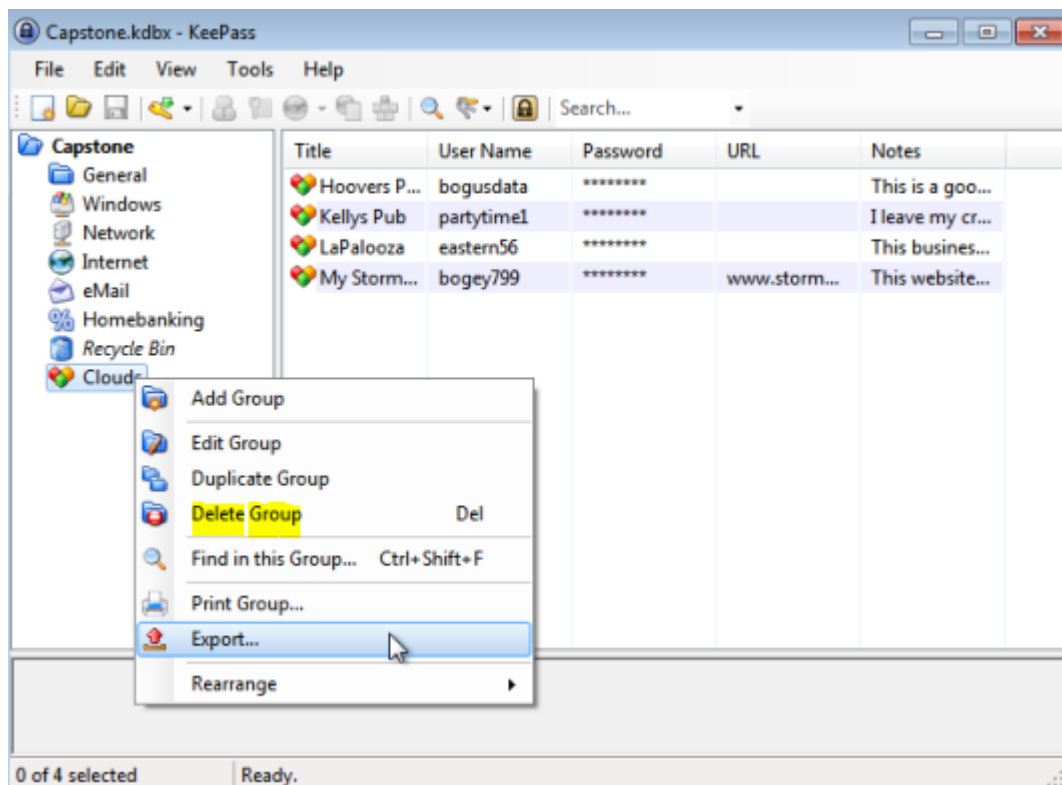 Capstone.kdbx - KeePass
File Edit View Tools Help
Search...
Capstone
General
Windows
Network
Internet
eMail
Homebanking
Recycle Bin
Clouds
Title User Name Password URL Notes
Hoovers P... bogusdata ******** This is a goo...
Kellys Pub partytime1 ******** I leave my cr...
LaPalooza eastern56 ******** This busines...
My Storm... bogey799 ******** www.storm... This website...
Add Group
Edit Group
Duplicate Group
Delete Group Del
Find in this Group... Ctrl+Shift+F
Print Group...
Export...
Rearrange
0 of 4 selected Ready.